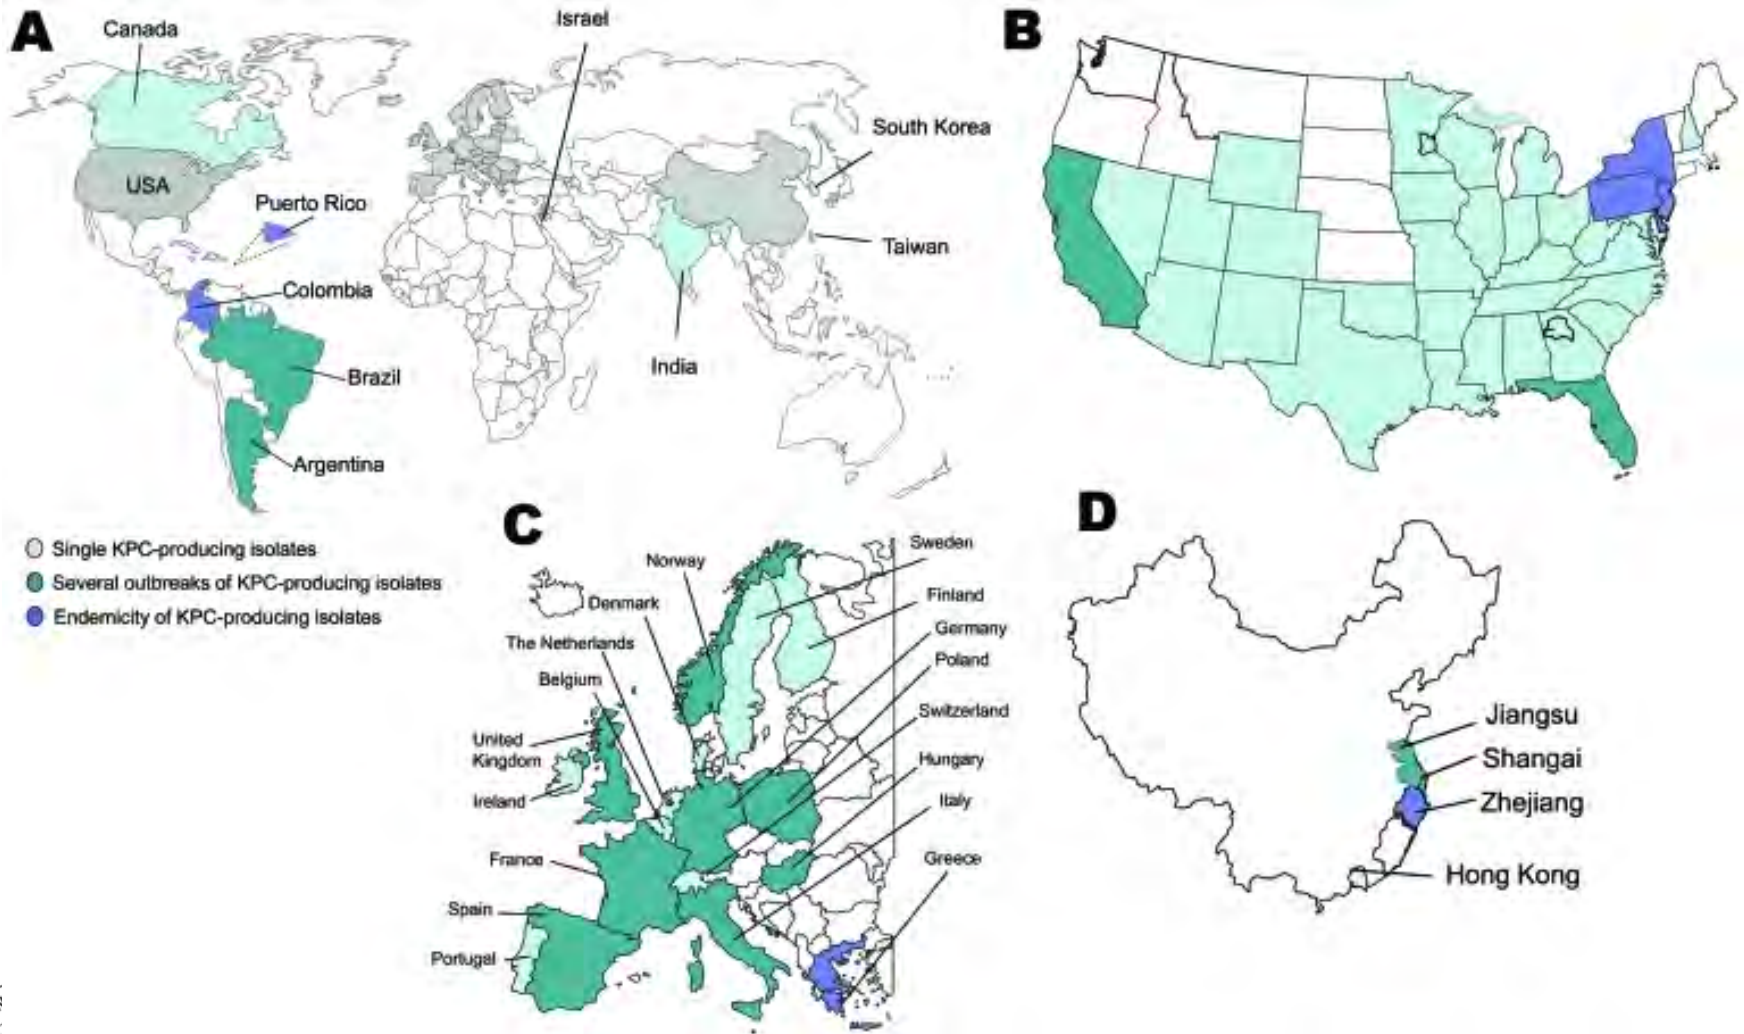 A
Canada
Israel
South Korea
USA
Puerto Rico
Taiwan
Colombia
India
Brazil
Argentina
Single KPC-producing isolates
Several outbreaks of KPC-producing isolates
Endemicity of KPC-producing isolates
B
C
Sweden
Norway
Finland
Denmark
Germany
The Netherlands
Poland
Belgium
Switzerland
United
Kingdom
Hungary
Ireland
Italy
France
Greece
Spain
Portugal
D
Jiangsu
Shangai
Zhejiang
Hong Kong